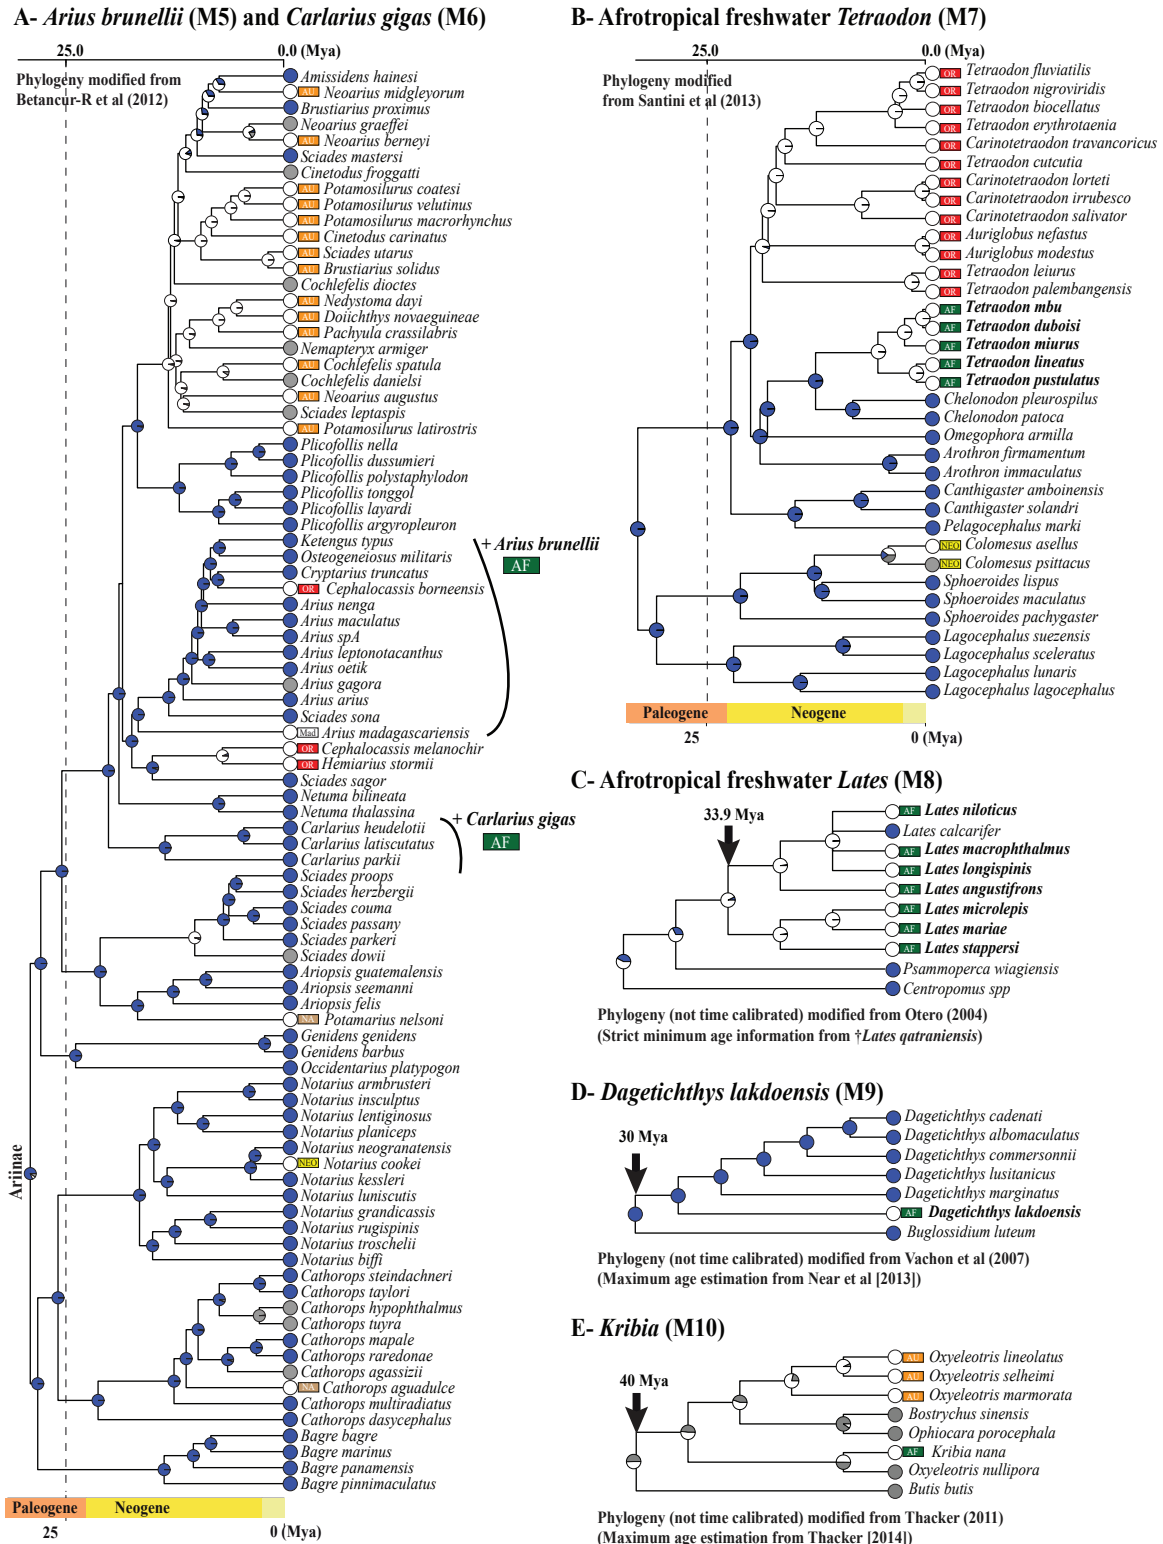 A- Arius brunellii (M5) and Carlarius gigas (M6)
25.0
0.0 (Mya)
Phylogeny modified from
Betancur-R et al (2012)
Amissidens hainesi
AU Neoarius midgleyorum
Brustiarius proximus
Neoarius graeffei
AU Neoarius berneyi
Sciades mastersi
Cinetodus froggatti
AU Potamosilurus coatesi
AU Potamosilurus velutinus
AU Potamosilurus macrorhynchus
AU Cinetodus carinatus
AU Sciades utarus
AU Brustiarius solidus
Cochlefelis dioctes
AU Nedystoma dayi
AU Doiichthys novaeguineae
AU Pachyula crassilabris
Nemapteryx armiger
AU Cochlefelis spatula
Cochlefelis danielsi
AU Neoarius augustus
Sciades leptaspis
AU Potamosilurus latirostris
Plicofollis nella
Plicofollis dussumieri
Plicofollis polystaphylodon
Plicofollis tonggol
Plicofollis layardi
Plicofollis argyropleuron
Ketengus typus
Osteogeneiosus militaris
Cryptarius truncatus
OR Cephalocassis borneensis
Arius nenga
Arius maculatus
Arius spA
Arius leptonotacanthus
Arius oetik
Arius gagora
Arius arius
Sciades sona
Mad Arius madagascariensis
OR Cephalocassis melanochir
OR Hemiarius stormii
Sciades sagor
Netuma bilineata
Netuma thalassina
Carlarius heudelotii
Carlarius latiscutatus
Carlarius parkii
Sciades proops
Sciades herzbergii
Sciades couma
Sciades passany
Sciades parkeri
Sciades dowii
Ariopsis guatemalensis
Ariopsis seemanni
Ariopsis felis
NA Potamarius nelsoni
Genidens genidens
Genidens barbus
Occidentarius platypogon
Notarius armbrusteri
Notarius insculptus
Notarius lentiginosus
Notarius planiceps
Notarius neogranatensis
NEO Notarius cookei
Notarius kessleri
Notarius luniscutis
Notarius grandicassis
Notarius rugispinis
Notarius troschelii
Notarius biffi
Cathorops steindachneri
Cathorops taylori
Cathorops hypophthalmus
Cathorops tuyra
Cathorops mapale
Cathorops raredonae
Cathorops agassizii
NA Cathorops aguadulce
Cathorops multiradiatus
Cathorops dasycephalus
Bagre bagre
Bagre marinus
Bagre panamensis
Bagre pinnimaculatus
+ Arius brunellii
AF
+ Carlarius gigas
AF
Ariinae
Paleogene
Neogene
25
0 (Mya)
B- Afrotropical freshwater Tetraodon (M7)
25.0
0.0 (Mya)
Phylogeny modified
from Santini et al (2013)
OR Tetraodon fluviatilis
OR Tetraodon nigroviridis
OR Tetraodon biocellatus
OR Tetraodon erythrotaenia
OR Carinotetraodon travancoricus
OR Tetraodon cutcutia
OR Carinotetraodon lorteti
OR Carinotetraodon irrubesco
OR Carinotetraodon salivator
OR Auriglobus nefastus
OR Auriglobus modestus
OR Tetraodon leiurus
OR Tetraodon palembangensis
AF Tetraodon mbu
AF Tetraodon duboisi
AF Tetraodon miurus
AF Tetraodon lineatus
AF Tetraodon pustulatus
Chelonodon pleurospilus
Chelonodon patoca
Omegophora armilla
Arothron firmamentum
Arothron immaculatus
Canthigaster amboinensis
Canthigaster solandri
Pelagocephalus marki
NEO Colomesus asellus
NEO Colomesus psittacus
Sphoeroides lispus
Sphoeroides maculatus
Sphoeroides pachygaster
Lagocephalus suezensis
Lagocephalus sceleratus
Lagocephalus lunaris
Lagocephalus lagocephalus
Paleogene
Neogene
25
0 (Mya)
C- Afrotropical freshwater Lates (M8)
33.9 Mya
AF Lates niloticus
Lates calcarifer
AF Lates macrophthalmus
AF Lates longispinis
AF Lates angustifrons
AF Lates microlepis
AF Lates mariae
AF Lates stappersi
Psammoperca wiagiensis
Centropomus spp
Phylogeny (not time calibrated) modified from Otero (2004)
(Strict minimum age information from †Lates qatraniensis)
D- Dagetichthys lakdoensis (M9)
30 Mya
Dagetichthys cadenati
Dagetichthys albomaculatus
Dagetichthys commersonnii
Dagetichthys lusitanicus
Dagetichthys marginatus
AF Dagetichthys lakdoensis
Buglossidium luteum
Phylogeny (not time calibrated) modified from Vachon et al (2007)
(Maximum age estimation from Near et al [2013])
E- Kribia (M10)
40 Mya
AU Oxyeleotris lineolatus
AU Oxyeleotris selheimi
AU Oxyeleotris marmorata
Bostrychus sinensis
Ophiocara porocephala
AF Kribia nana
Oxyeleotris nullipora
Butis butis
Phylogeny (not time calibrated) modified from Thacker (2011)
(Maximum age estimation from Thacker [2014])